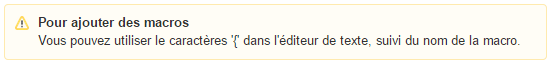 Pour ajouter des macros
Vous pouvez utiliser le caractères '{' dans l'éditeur de texte, suivi du nom de la macro.